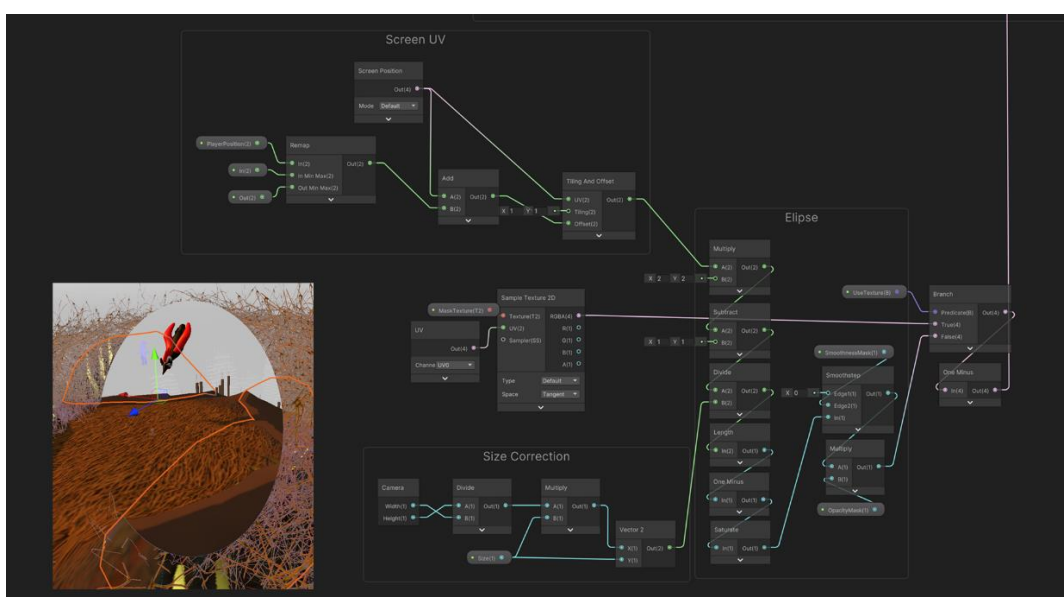 Screen UV
Screen Position
Out(4)
Mode Default
PlayerPosition(2)
In(2)
Out(2)
Remap
In(2) Out(2)
In Min Max(2)
Out Min Max(2)
Add
A(2) Out(2)
B(2)
X 1 Y 1
Tiling And Offset
UV(2) Out(2)
Tiling(2)
Offset(2)
Elipse
Multiply
A(2) Out(2)
B(2)
X 2 Y 2
Subtract
A(2) Out(2)
B(2)
X 1 Y 1
Divide
A(2) Out(2)
B(2)
Length
In(2) Out(1)
One Minus
In(1) Out(1)
Saturate
In(1) Out(1)
MaskTexture(T2)
UV
Out(4)
Channe UV0
Sample Texture 2D
Texture(T2) RGBA(4)
UV(2) R(1)
Sampler(SS) G(1)
B(1)
A(1)
Type Default
Space Tangent
UseTexture(B)
Branch
Predicate(B) Out(4)
True(4)
False(4)
SmoothnessMask(1)
Smoothstep
X 0
Edge1(1) Out(1)
Edge2(1)
In(1)
One Minus
In(4) Out(4)
Multiply
A(1) Out(1)
B(1)
OpacityMask(1)
Size Correction
Camera
Width(1)
Height(1)
Divide
A(1) Out(1)
B(1)
Multiply
A(1) Out(1)
B(1)
Size(1)
Vector 2
X(1) Out(2)
Y(1)